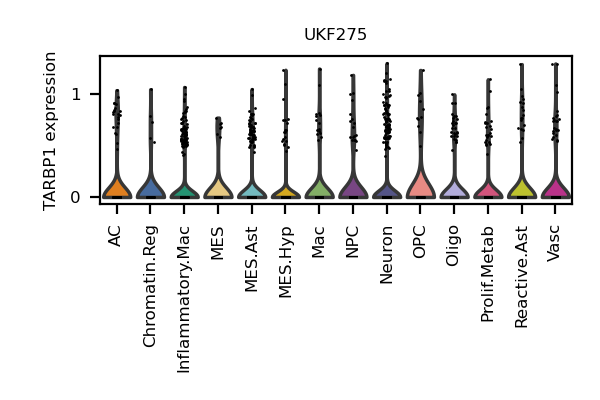 UKF275
TARBP1 expression
1
0
AC
Chromatin.Reg
Inflammatory.Mac
MES
MES.Ast
MES.Hyp
Mac
NPC
Neuron
OPC
Oligo
Prolif.Metab
Reactive.Ast
Vasc